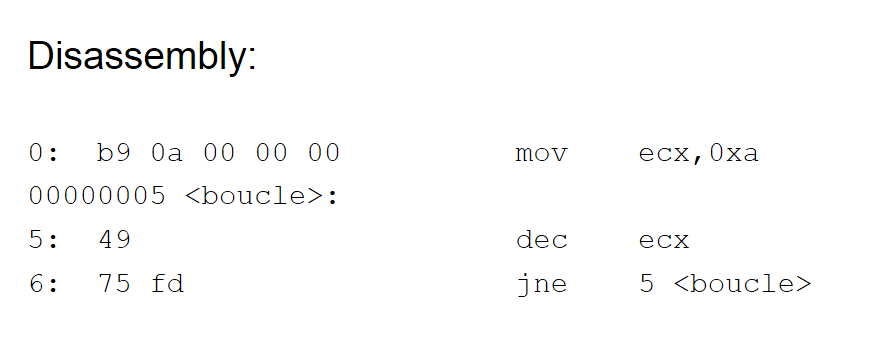 Disassembly:
0: b9 0a 00 00 00 mov ecx,0xa
00000005 <boucle>:
5: 49 dec ecx
6: 75 fd jne 5 <boucle>